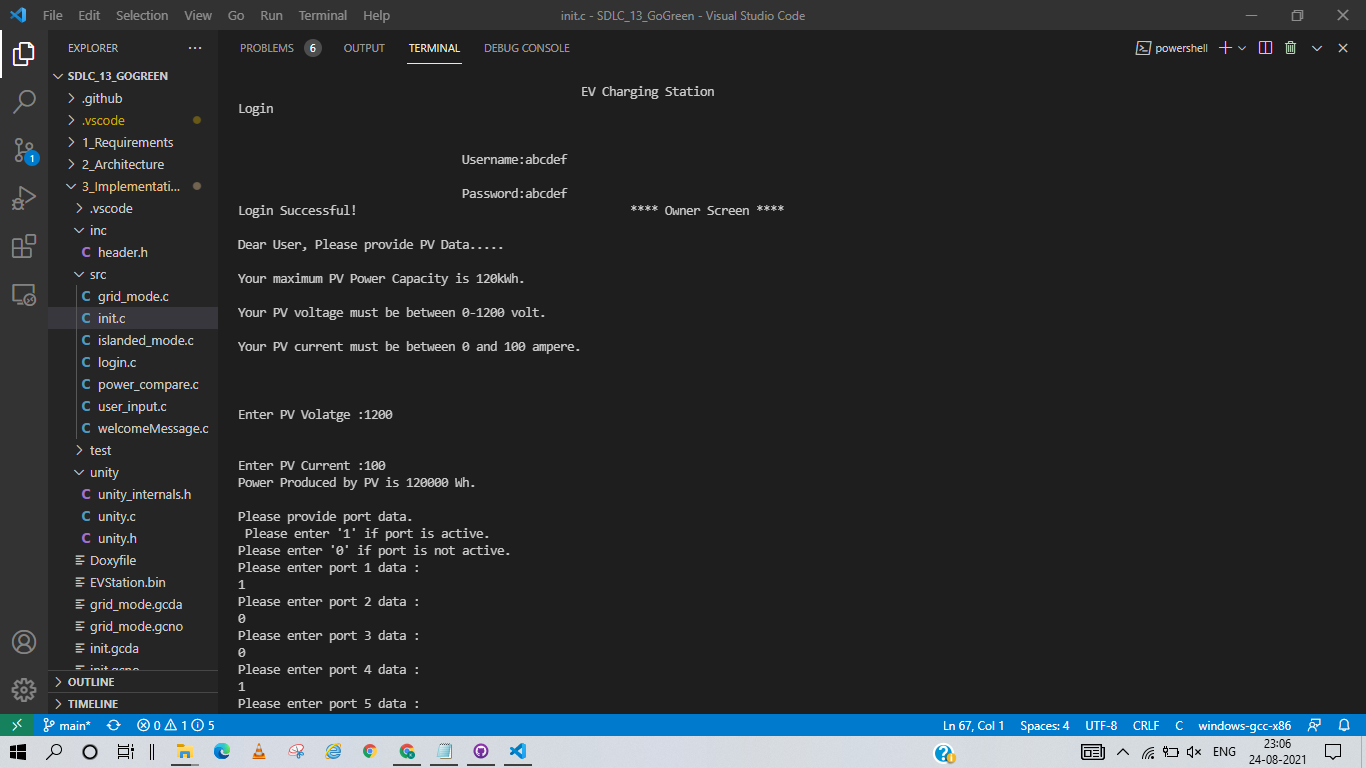 File Edit Selection View Go Run Terminal Help
init.c - SDLC_13_GoGreen - Visual Studio Code
EXPLORER
SDLC_13_GOGREEN
.github
.vscode
1_Requirements
2_Architecture
3_Implementati...
.vscode
inc
header.h
src
grid_mode.c
init.c
islanded_mode.c
login.c
power_compare.c
user_input.c
welcomeMessage.c
test
unity
unity_internals.h
unity.c
unity.h
Doxyfile
EVStation.bin
grid_mode.gcda
grid_mode.gcno
init.gcda
init.gcno
OUTLINE
TIMELINE
1
PROBLEMS 6 OUTPUT TERMINAL DEBUG CONSOLE
powershell
EV Charging Station
Login
Username:abcdef
Password:abcdef
Login Successful! **** Owner Screen ****
Dear User, Please provide PV Data.....
Your maximum PV Power Capacity is 120kWh.
Your PV voltage must be between 0-1200 volt.
Your PV current must be between 0 and 100 ampere.
Enter PV Volatge :1200
Enter PV Current :100
Power Produced by PV is 120000 Wh.
Please provide port data.
Please enter '1' if port is active.
Please enter '0' if port is not active.
Please enter port 1 data :
1
Please enter port 2 data :
0
Please enter port 3 data :
0
Please enter port 4 data :
1
Please enter port 5 data :
main* 0 1 5
Ln 67, Col 1 Spaces: 4 UTF-8 CRLF C windows-gcc-x86
ENG
23:06
24-08-2021